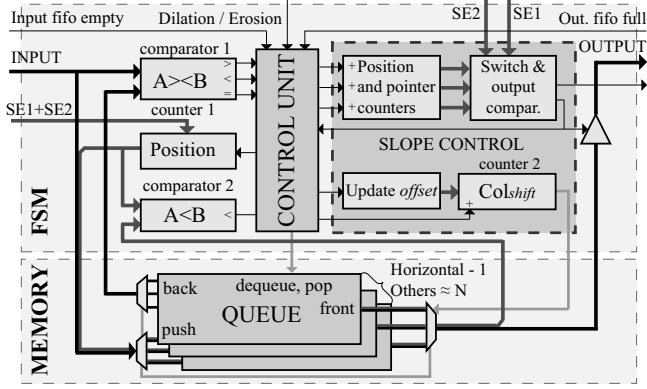 Input fifo empty
Dilation / Erosion
SE2
SE1
Out. fifo full
INPUT
OUTPUT
comparator 1
A><B
>
<
=
CONTROL UNIT
+Position
+and pointer
+counters
Switch &
output
compar.
SE1+SE2
counter 1
Position
SLOPE CONTROL
counter 2
comparator 2
A<B
<
Update offset
Colshift
+
FSM
MEMORY
Horizontal - 1
Others ≈ N
back
dequeue, pop
front
QUEUE
push